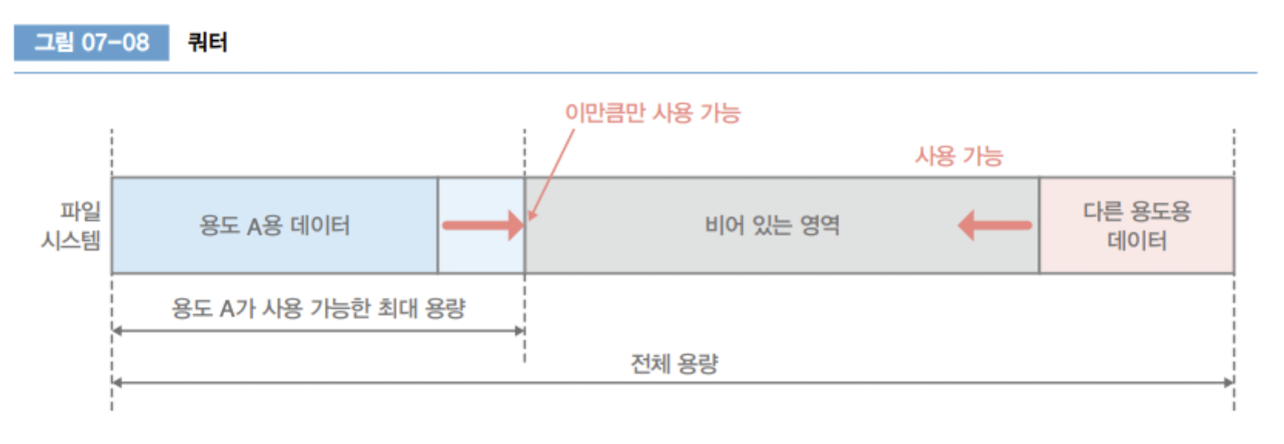 그림 07-08 쿼터
이만큼만 사용 가능
사용 가능
파일
시스템
용도 A용 데이터
비어 있는 영역
다른 용도용
데이터
용도 A가 사용 가능한 최대 용량
전체 용량